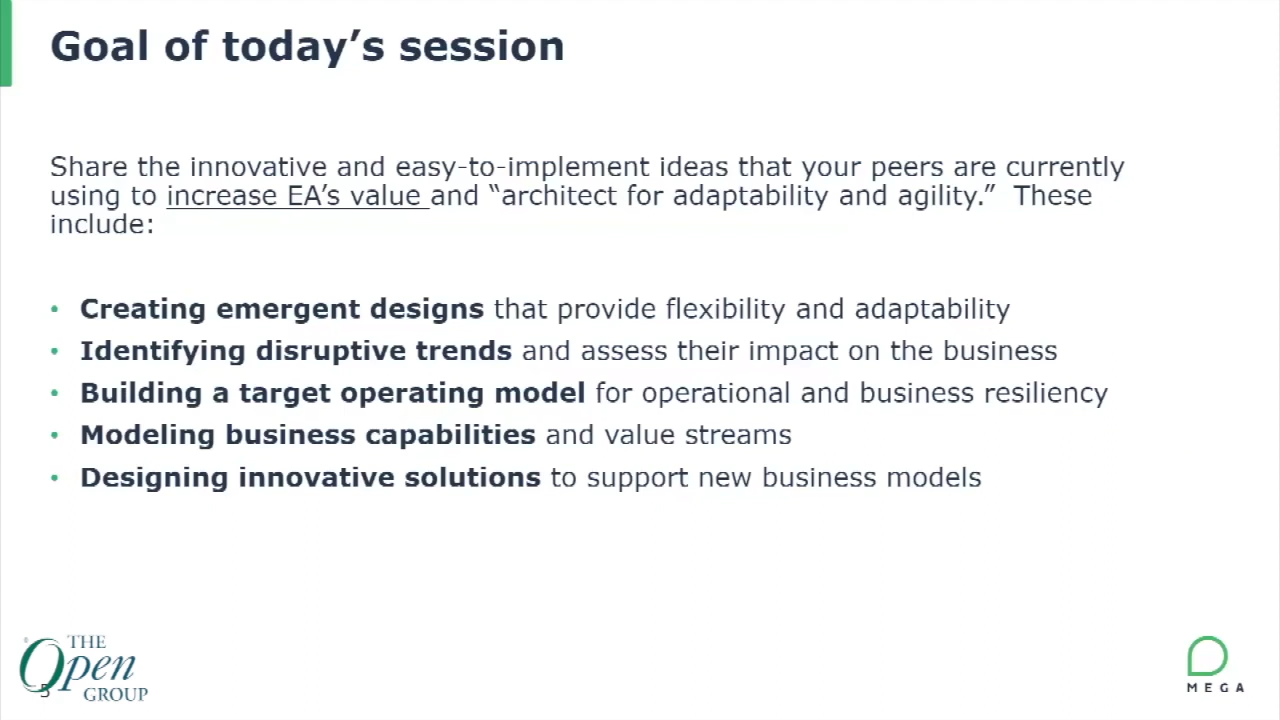 Goal of today’s session
Share the innovative and easy-to-implement ideas that your peers are currently
using to increase EA’s value and “architect for adaptability and agility.”  These
include:
• Creating emergent designs that provide flexibility and adaptability
• Identifying disruptive trends and assess their impact on the business
• Building a target operating model for operational and business resiliency
• Modeling business capabilities and value streams
• Designing innovative solutions to support new business models
THE
Open
GROUP
5
MEGA